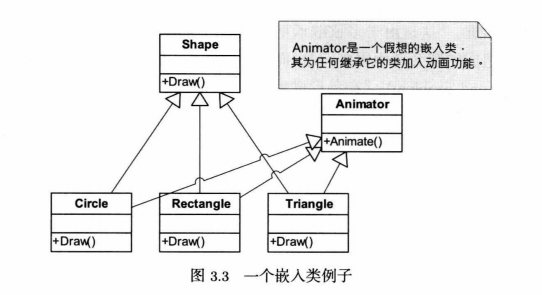 Shape
+Draw()
Animator是一个假想的嵌入类，
其为任何继承它的类加入动画功能。
Animator
+Animate()
Circle
+Draw()
Rectangle
+Draw()
Triangle
+Draw()
图 3.3 一个嵌入类例子